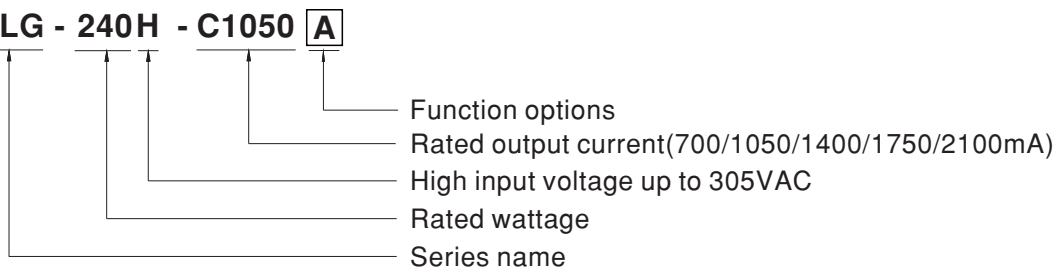 LG - 240H - C1050 A
Function options
Rated output current(700/1050/1400/1750/2100mA)
High input voltage up to 305VAC
Rated wattage
Series name